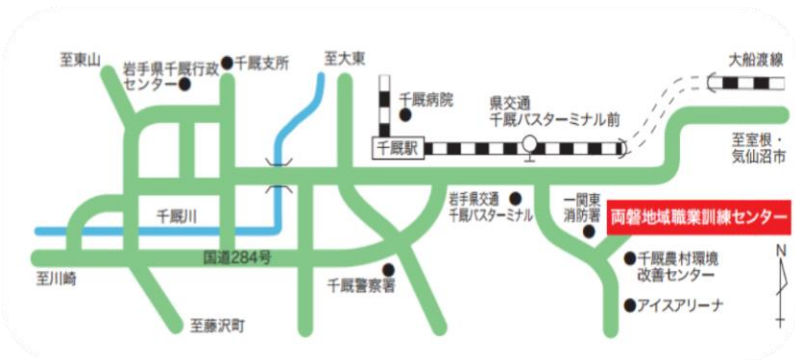 至東山
岩手県千厩行政
センター
千厩支所
至大東
大船渡線
千厩病院
県交通
千厩バスターミナル前
千厩駅
至室根・
気仙沼市
岩手県交通
千厩バスターミナル
一関東
消防署
両磐地域職業訓練センター
千厩川
国道284号
至川崎
千厩警察署
千厩農村環境
改善センター
アイスアリーナ
至藤沢町
N